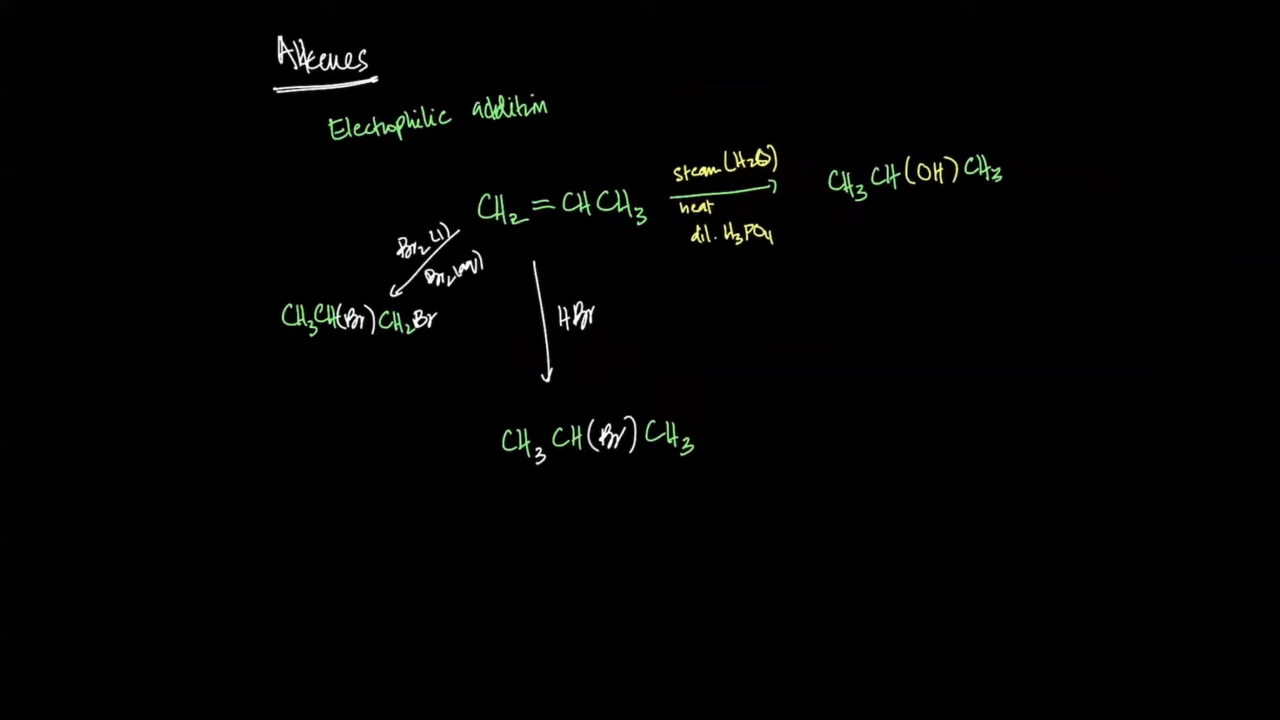 Alkenes
Electrophilic addition
steam (H₂O)
CH₃CH(OH)CH₃
CH₂=CHCH₃
heat
dil. H₃PO₄
Br₂(l)
Br₂(aq)
CH₃CH(Br)CH₂Br
HBr
CH₃CH(Br)CH₃